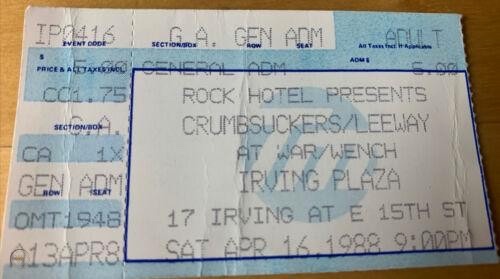 IP0416 G.A. GEN ADM ADULT
EVENT CODE SECTION/BOX ROW SEAT All Taxes Incl. If Applicable
$ 5.00 GENERAL ADM ADM $ 5.00
PRICE & ALL TAXES INCL.
CC1.75
SECTION/BOX
G.A.
CA 1X
GEN ADM
ROW SEAT
OMT1948
A13APR8
ROCK HOTEL PRESENTS
CRUMBSUCKERS/LEEWAY
AT WAR/WENCH
IRVING PLAZA
17 IRVING AT E 15TH ST
SAT APR 16,1988 9:00PM